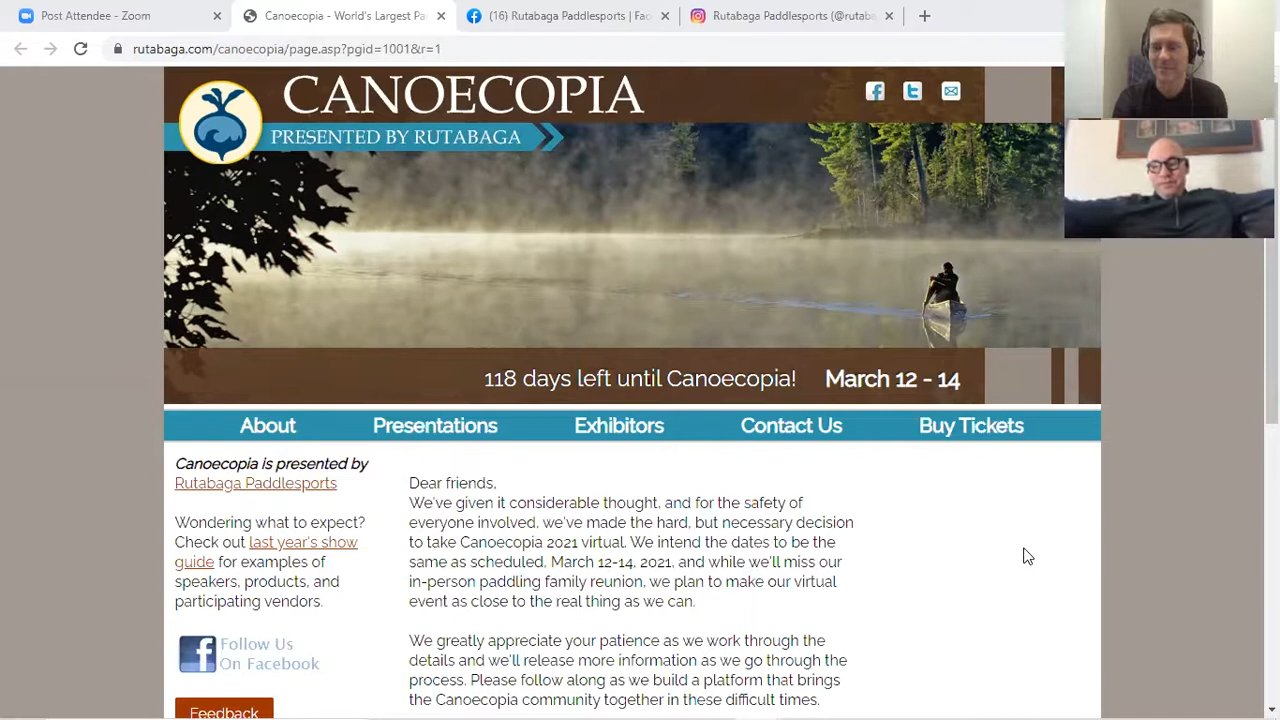 Post Attendee - Zoom
Canoecopia - World's Largest Pa
(16) Rutabaga Paddlesports | Fac
Rutabaga Paddlesports (@rutaba
rutabaga.com/canoecopia/page.asp?pgid=1001&r=1
CANOECOPIA
PRESENTED BY RUTABAGA
118 days left until Canoecopia! March 12 - 14
About Presentations Exhibitors Contact Us Buy Tickets
Canoecopia is presented by
Rutabaga Paddlesports
Wondering what to expect?
Check out last year's show
guide for examples of
speakers, products, and
participating vendors.
Follow Us
On Facebook
Feedback
Dear friends,
We've given it considerable thought, and for the safety of
everyone involved, we've made the hard, but necessary decision
to take Canoecopia 2021 virtual. We intend the dates to be the
same as scheduled, March 12-14, 2021, and while we'll miss our
in-person paddling family reunion, we plan to make our virtual
event as close to the real thing as we can.
We greatly appreciate your patience as we work through the
details and we'll release more information as we go through the
process. Please follow along as we build a platform that brings
the Canoecopia community together in these difficult times.